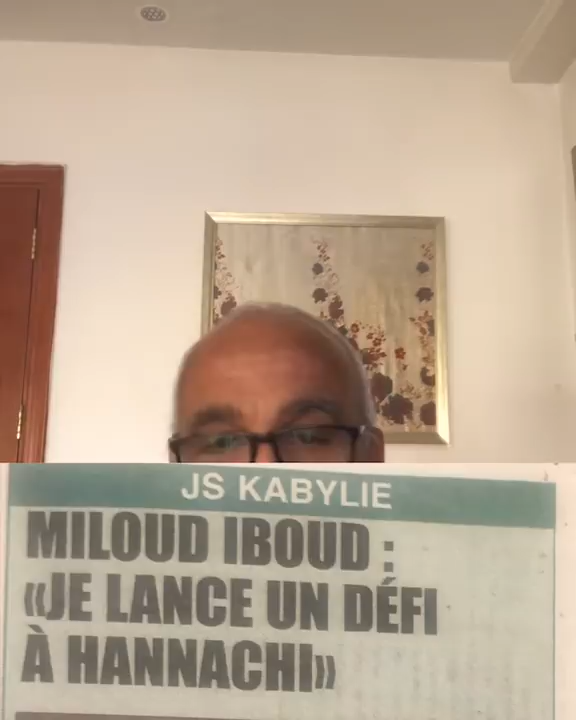 JS KABYLIE
MILOUD IBOUD :
«JE LANCE UN DÉFI
À HANNACHI»